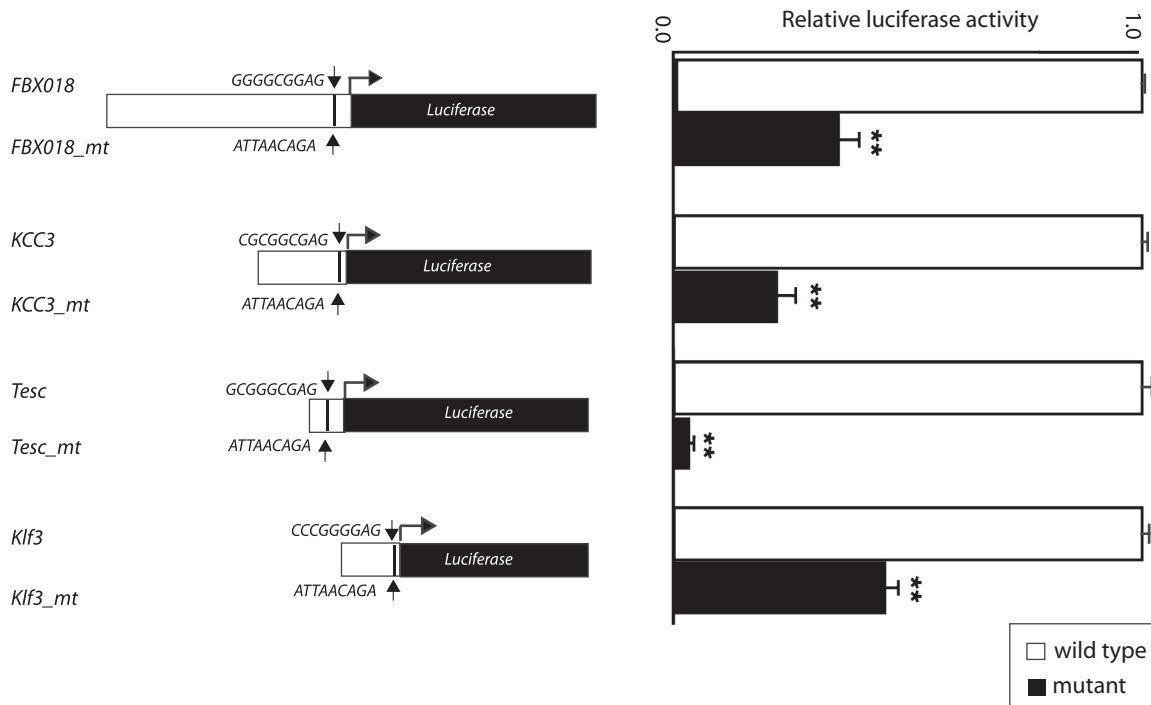 Relative luciferase activity
0.0
1.0
FBX018
GGGGCGGAG
Luciferase
FBX018_mt
ATTAACAGA
**
KCC3
CGCGGCGAG
Luciferase
KCC3_mt
ATTAACAGA
**
Tesc
GCGGGCGAG
Luciferase
Tesc_mt
ATTAACAGA
**
Klf3
CCCGGGGAG
Luciferase
Klf3_mt
ATTAACAGA
**
wild type
mutant